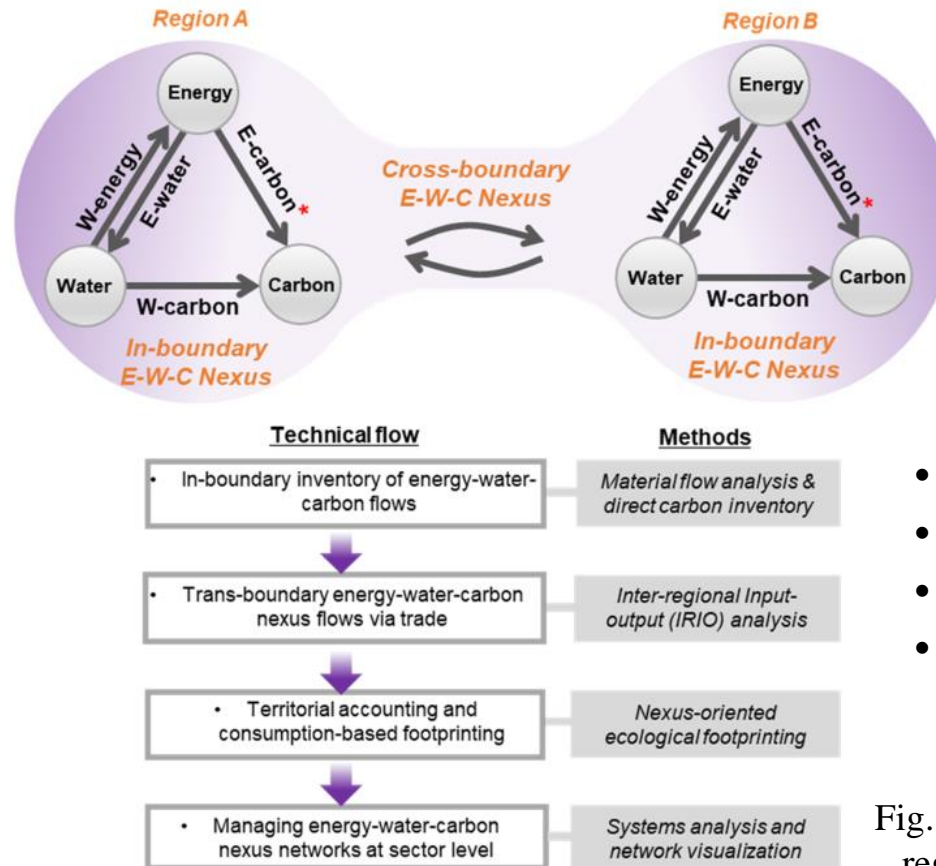 Region A
Region B
Energy
W-energy
E-water
E-carbon*
Water
W-carbon
Carbon
In-boundary
E-W-C Nexus
Cross-boundary
E-W-C Nexus
Energy
W-energy
E-water
E-carbon*
Water
W-carbon
Carbon
In-boundary
E-W-C Nexus
Technical flow
Methods
• In-boundary inventory of energy-water-
carbon flows
Material flow analysis &
direct carbon inventory
• Trans-boundary energy-water-carbon
nexus flows via trade
Inter-regional Input-
output (IRIO) analysis
• Territorial accounting and
consumption-based footprinting
Nexus-oriented
ecological footprinting
• Managing energy-water-carbon
nexus networks at sector level
Systems analysis and
network visualization
•
•
•
•
Fig.